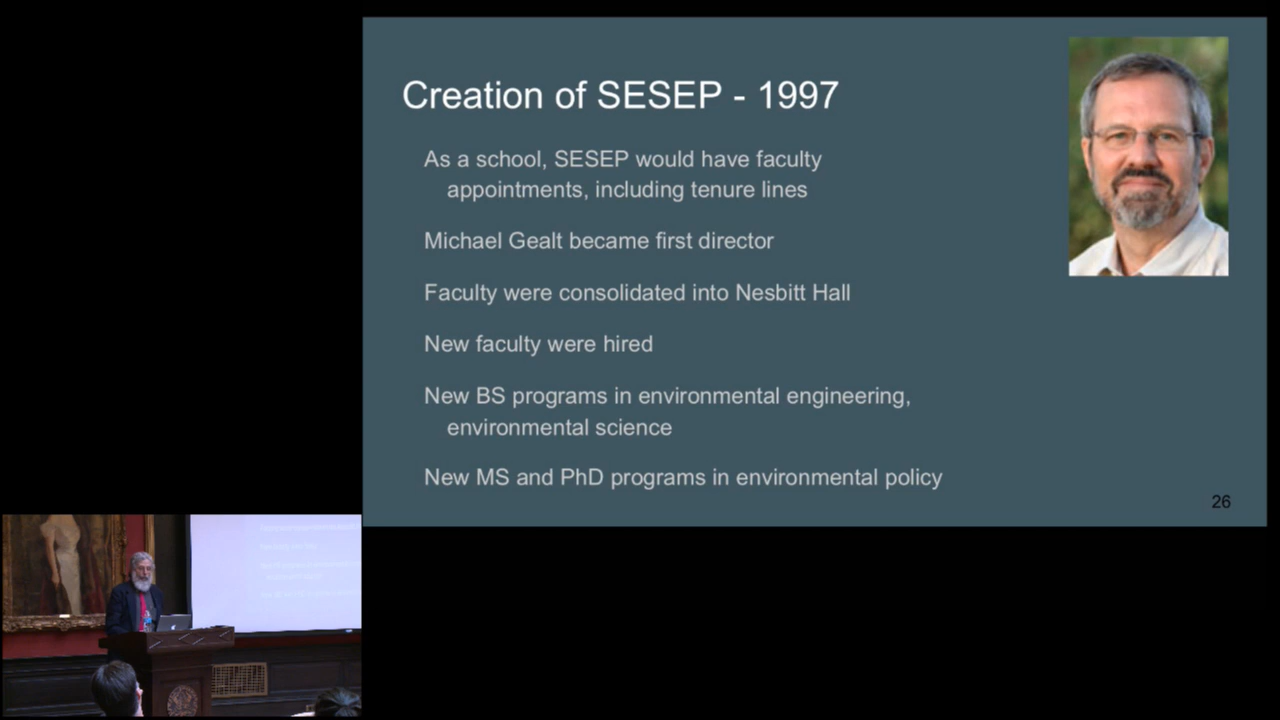 Creation of SESEP - 1997
As a school, SESEP would have faculty
appointments, including tenure lines
Michael Gealt became first director
Faculty were consolidated into Nesbitt Hall
New faculty were hired
New BS programs in environmental engineering,
environmental science
New MS and PhD programs in environmental policy
26